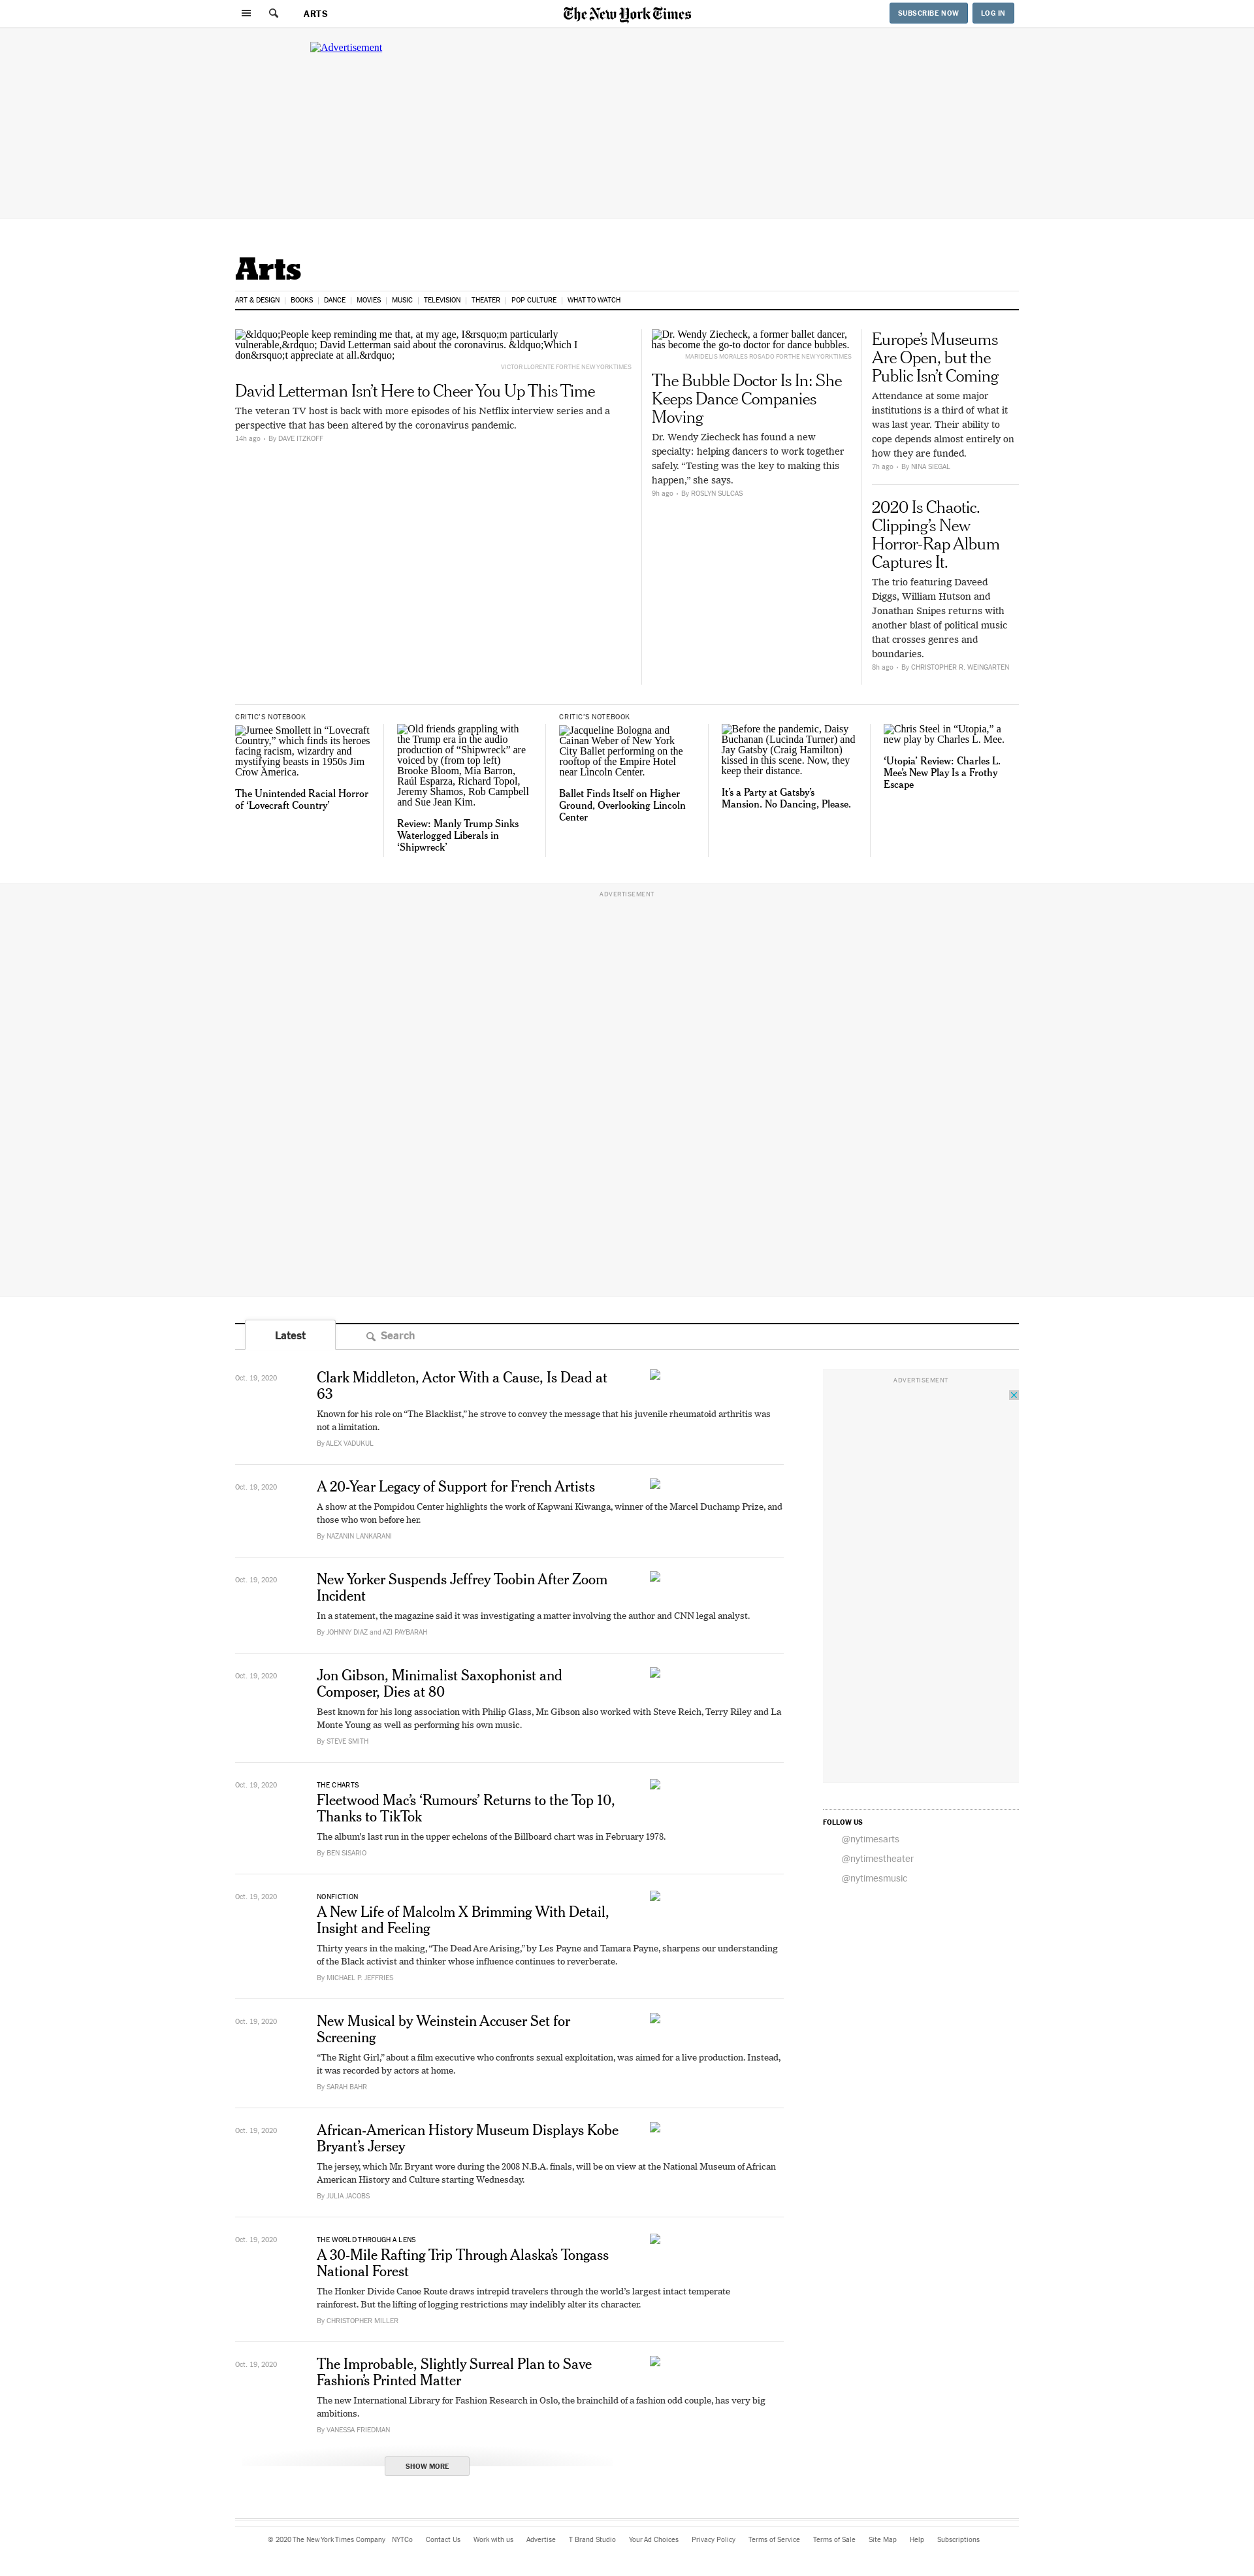 ARTS
The New York Times
SUBSCRIBE NOW
LOG IN
Advertisement
Arts
ART & DESIGN
BOOKS
DANCE
MOVIES
MUSIC
TELEVISION
THEATER
POP CULTURE
WHAT TO WATCH
&ldquo;People keep reminding me that, at my age, I&rsquo;m particularly
vulnerable,&rdquo; David Letterman said about the coronavirus. &ldquo;Which I
don&rsquo;t appreciate at all.&rdquo;
VICTOR LLORENTE FOR THE NEW YORK TIMES
David Letterman Isn’t Here to Cheer You Up This Time
The veteran TV host is back with more episodes of his Netflix interview series and a
perspective that has been altered by the coronavirus pandemic.
14h ago • By DAVE ITZKOFF
Dr. Wendy Ziecheck, a former ballet dancer,
has become the go-to doctor for dance bubbles.
MARIDELIS MORALES ROSADO FOR THE NEW YORK TIMES
The Bubble Doctor Is In: She
Keeps Dance Companies
Moving
Dr. Wendy Ziecheck has found a new
specialty: helping dancers to work together
safely. “Testing was the key to making this
happen,” she says.
9h ago • By ROSLYN SULCAS
Europe’s Museums
Are Open, but the
Public Isn’t Coming
Attendance at some major
institutions is a third of what it
was last year. Their ability to
cope depends almost entirely on
how they are funded.
7h ago • By NINA SIEGAL
2020 Is Chaotic.
Clipping’s New
Horror-Rap Album
Captures It.
The trio featuring Daveed
Diggs, William Hutson and
Jonathan Snipes returns with
another blast of political music
that crosses genres and
boundaries.
8h ago • By CHRISTOPHER R. WEINGARTEN
CRITIC’S NOTEBOOK
Jurnee Smollett in “Lovecraft
Country,” which finds its heroes
facing racism, wizardry and
mystifying beasts in 1950s Jim
Crow America.
The Unintended Racial Horror
of ‘Lovecraft Country’
Old friends grappling with
the Trump era in the audio
production of “Shipwreck” are
voiced by (from top left)
Brooke Bloom, Mia Barron,
Raúl Esparza, Richard Topol,
Jeremy Shamos, Rob Campbell
and Sue Jean Kim.
Review: Manly Trump Sinks
Waterlogged Liberals in
‘Shipwreck’
CRITIC’S NOTEBOOK
Jacqueline Bologna and
Cainan Weber of New York
City Ballet performing on the
rooftop of the Empire Hotel
near Lincoln Center.
Ballet Finds Itself on Higher
Ground, Overlooking Lincoln
Center
Before the pandemic, Daisy
Buchanan (Lucinda Turner) and
Jay Gatsby (Craig Hamilton)
kissed in this scene. Now, they
keep their distance.
It’s a Party at Gatsby’s
Mansion. No Dancing, Please.
Chris Steel in “Utopia,” a
new play by Charles L. Mee.
‘Utopia’ Review: Charles L.
Mee’s New Play Is a Frothy
Escape
ADVERTISEMENT
Latest
Search
Oct. 19, 2020
Clark Middleton, Actor With a Cause, Is Dead at
63
Known for his role on “The Blacklist,” he strove to convey the message that his juvenile rheumatoid arthritis was
not a limitation.
By ALEX VADUKUL
Oct. 19, 2020
A 20-Year Legacy of Support for French Artists
A show at the Pompidou Center highlights the work of Kapwani Kiwanga, winner of the Marcel Duchamp Prize, and
those who won before her.
By NAZANIN LANKARANI
Oct. 19, 2020
New Yorker Suspends Jeffrey Toobin After Zoom
Incident
In a statement, the magazine said it was investigating a matter involving the author and CNN legal analyst.
By JOHNNY DIAZ and AZI PAYBARAH
Oct. 19, 2020
Jon Gibson, Minimalist Saxophonist and
Composer, Dies at 80
Best known for his long association with Philip Glass, Mr. Gibson also worked with Steve Reich, Terry Riley and La
Monte Young as well as performing his own music.
By STEVE SMITH
Oct. 19, 2020
THE CHARTS
Fleetwood Mac’s ‘Rumours’ Returns to the Top 10,
Thanks to TikTok
The album’s last run in the upper echelons of the Billboard chart was in February 1978.
By BEN SISARIO
Oct. 19, 2020
NONFICTION
A New Life of Malcolm X Brimming With Detail,
Insight and Feeling
Thirty years in the making, “The Dead Are Arising,” by Les Payne and Tamara Payne, sharpens our understanding
of the Black activist and thinker whose influence continues to reverberate.
By MICHAEL P. JEFFRIES
Oct. 19, 2020
New Musical by Weinstein Accuser Set for
Screening
“The Right Girl,” about a film executive who confronts sexual exploitation, was aimed for a live production. Instead,
it was recorded by actors at home.
By SARAH BAHR
Oct. 19, 2020
African-American History Museum Displays Kobe
Bryant’s Jersey
The jersey, which Mr. Bryant wore during the 2008 N.B.A. finals, will be on view at the National Museum of African
American History and Culture starting Wednesday.
By JULIA JACOBS
Oct. 19, 2020
THE WORLD THROUGH A LENS
A 30-Mile Rafting Trip Through Alaska’s Tongass
National Forest
The Honker Divide Canoe Route draws intrepid travelers through the world’s largest intact temperate
rainforest. But the lifting of logging restrictions may indelibly alter its character.
By CHRISTOPHER MILLER
Oct. 19, 2020
The Improbable, Slightly Surreal Plan to Save
Fashion’s Printed Matter
The new International Library for Fashion Research in Oslo, the brainchild of a fashion odd couple, has very big
ambitions.
By VANESSA FRIEDMAN
SHOW MORE
ADVERTISEMENT
FOLLOW US
@nytimesarts
@nytimestheater
@nytimesmusic
© 2020 The New York Times Company
NYTCo
Contact Us
Work with us
Advertise
T Brand Studio
Your Ad Choices
Privacy Policy
Terms of Service
Terms of Sale
Site Map
Help
Subscriptions